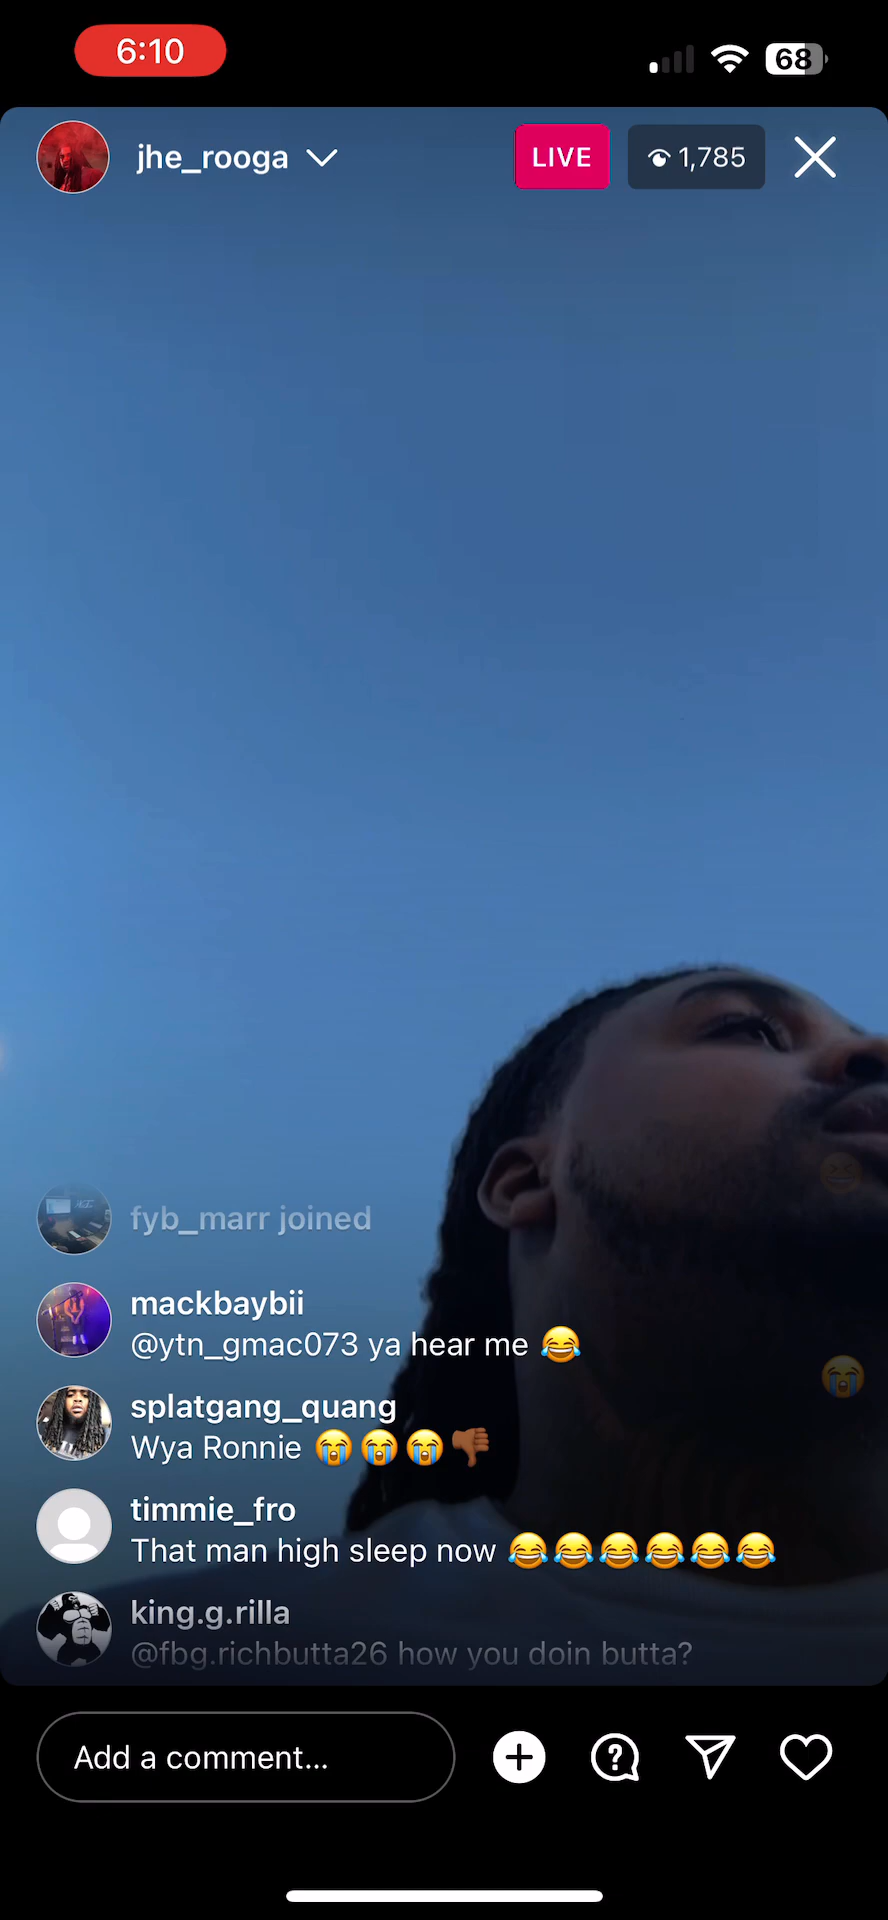 6:10
68
jhe_rooga
LIVE
1,785
fyb_marr joined
mackbaybii
@ytn_gmac073 ya hear me 😂
splatgang_quang
Wya Ronnie 😭😭😭👎🏾
timmie_fro
That man high sleep now 😂😂😂😂😂😂
king.g.rilla
@fbg.richbutta26 how you doin butta?
Add a comment...